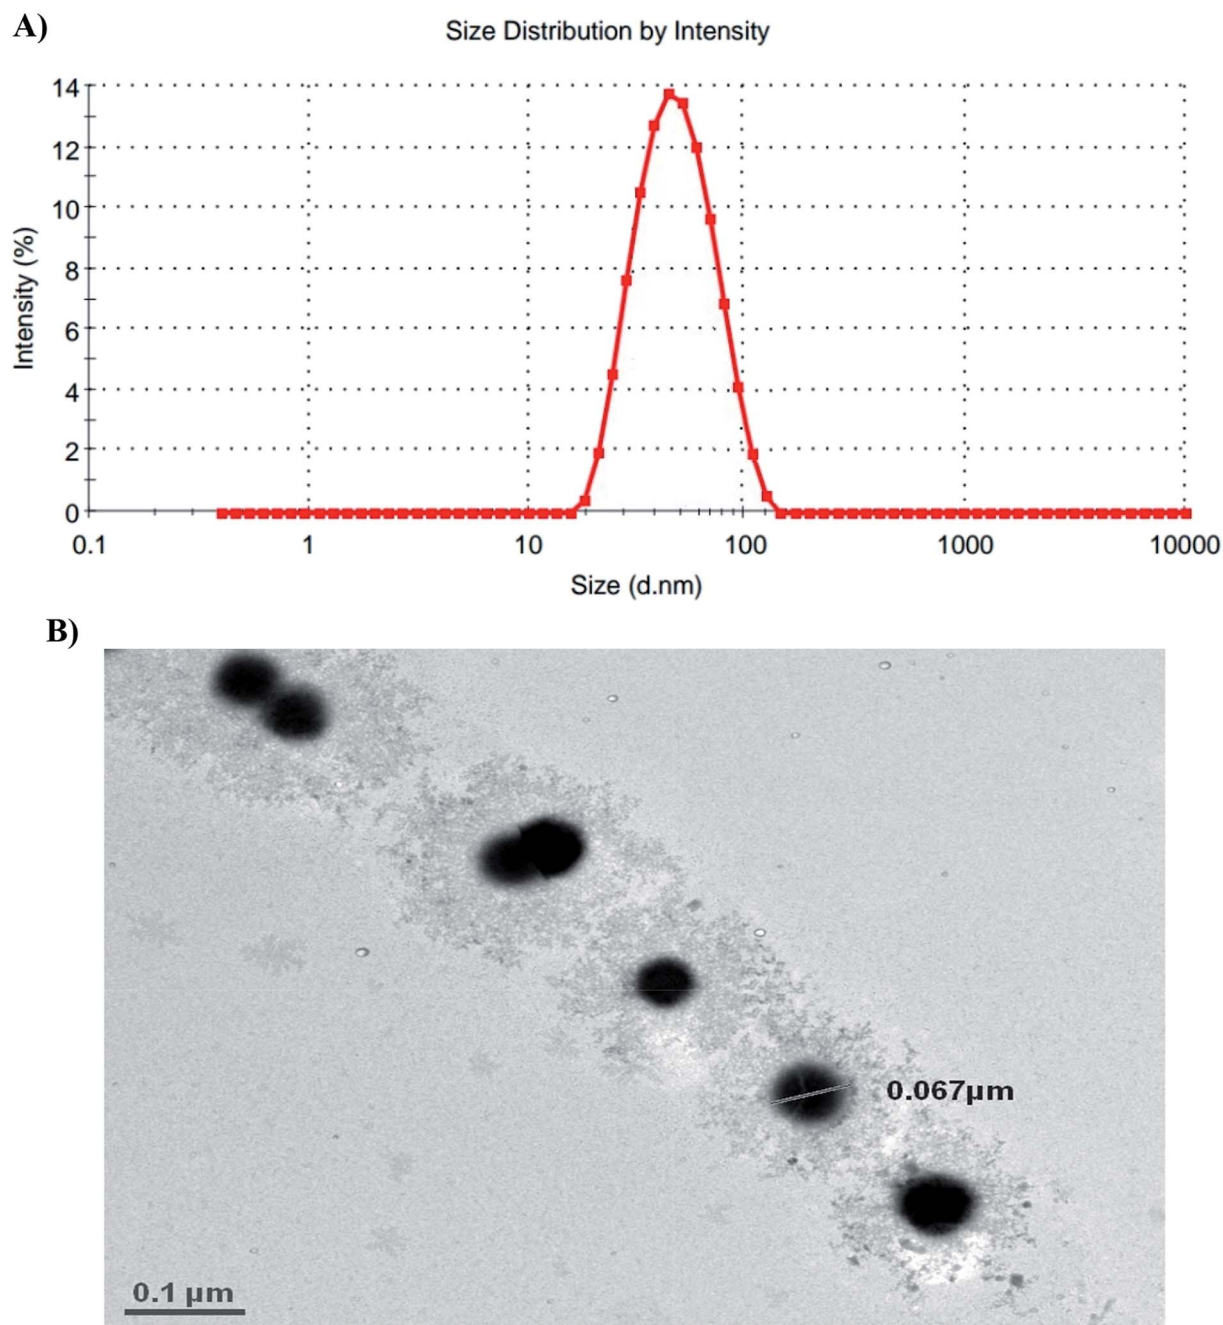 A)
Size Distribution by Intensity
14
12
10
8
6
4
2
0
0.1 1 10 100 1000 10000
Intensity (%)
Size (d.nm)
B)
0.067µm
0.1 µm